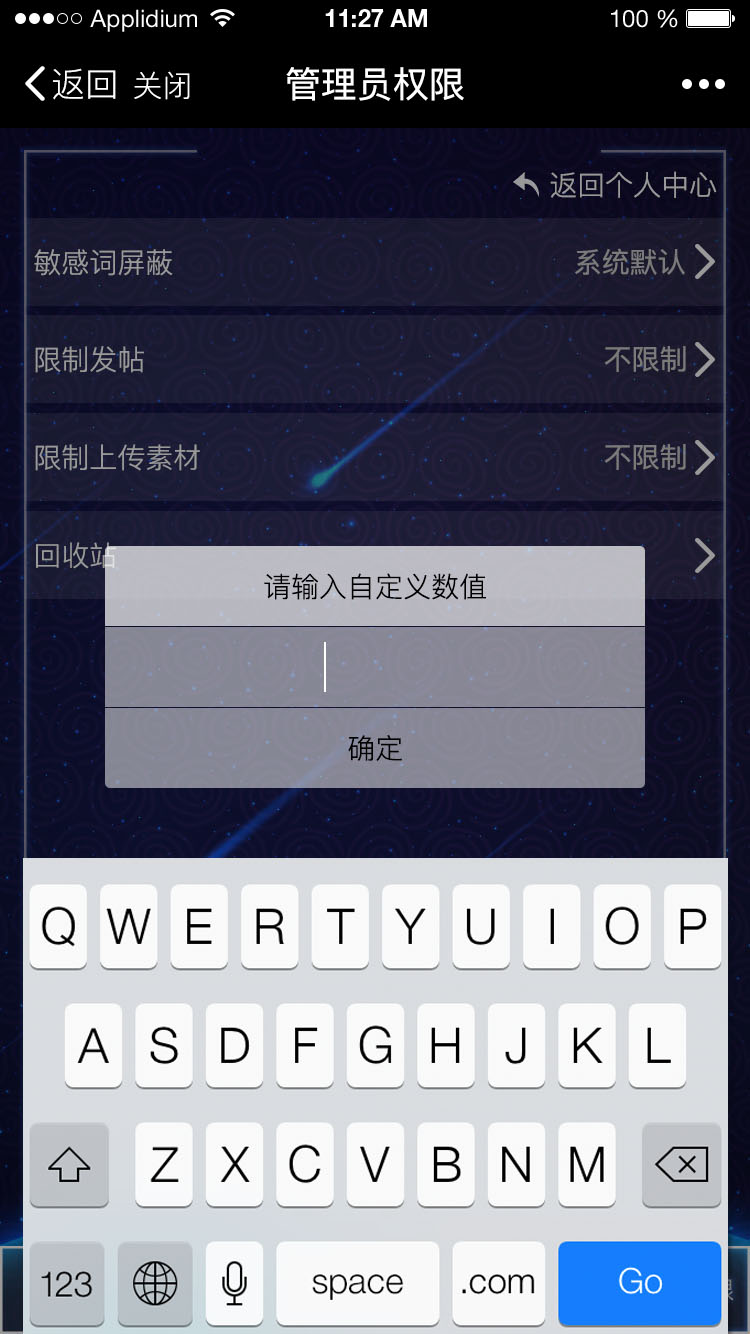 Applidium 11:27 AM 100 %
返回 关闭 管理员权限
返回个人中心
敏感词屏蔽 系统默认
限制发帖 不限制
限制上传素材 不限制
回收站
请输入自定义数值
确定
Q W E R T Y U I O P
A S D F G H J K L
Z X C V B N M
123 space .com Go